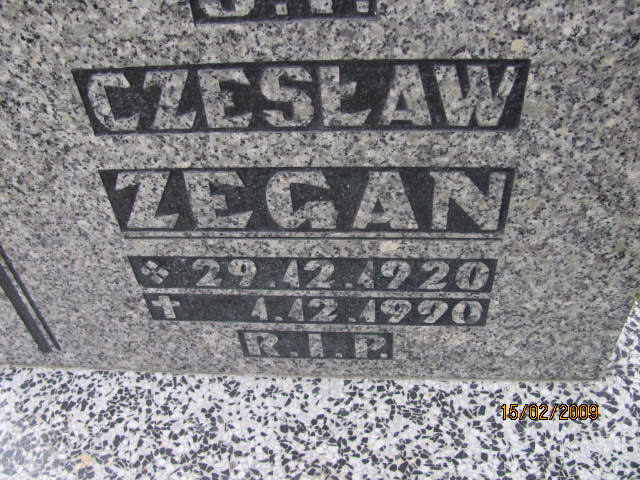 Ś.P.
CZESŁAW
ZEGAN
29.12.1920
✝ 1.12.1990
R.I.P.
15/02/2009